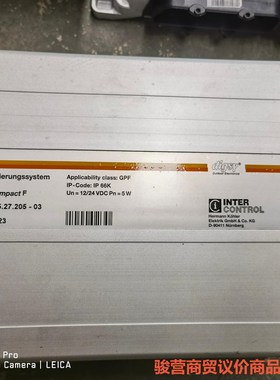 ierungssystem
mpact F
.27.205 - 03
23
Applicability class: GPF
IP-Code: IP 66K
Un = 12/24 VDC Pn = 5 W
digsy
INTER CONTROL
Hermann Köhler
Elektrik GmbH & Co. KG
D-90411 Nürnberg
Pro
Camera | LEICA
骏营商贸议价商品